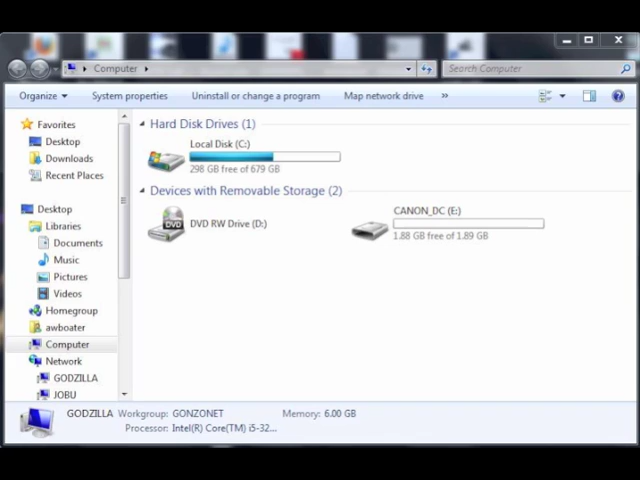 Computer
Search Computer
Organize
System properties
Uninstall or change a program
Map network drive
»
Favorites
Desktop
Downloads
Recent Places
Desktop
Libraries
Documents
Music
Pictures
Videos
Homegroup
awboater
Computer
Network
GODZILLA
JOBU
Hard Disk Drives (1)
Local Disk (C:)
298 GB free of 679 GB
Devices with Removable Storage (2)
DVD
DVD RW Drive (D:)
CANON_DC (E:)
1.88 GB free of 1.89 GB
GODZILLA Workgroup: GONZONET Memory: 6.00 GB
Processor: Intel(R) Core(TM) i5-32...